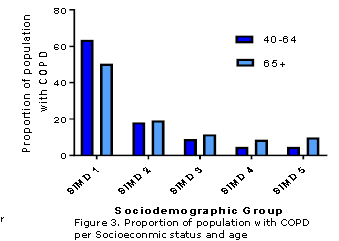 80
60
40
20
0
Proportion of population
with COPD
40-64
65+
SIMD 1
SIMD 2
SIMD 3
SIMD 4
SIMD 5
Sociodemographic Group
r
Figure 3. Proportion of population with COPD
per Socioeconmic status and age